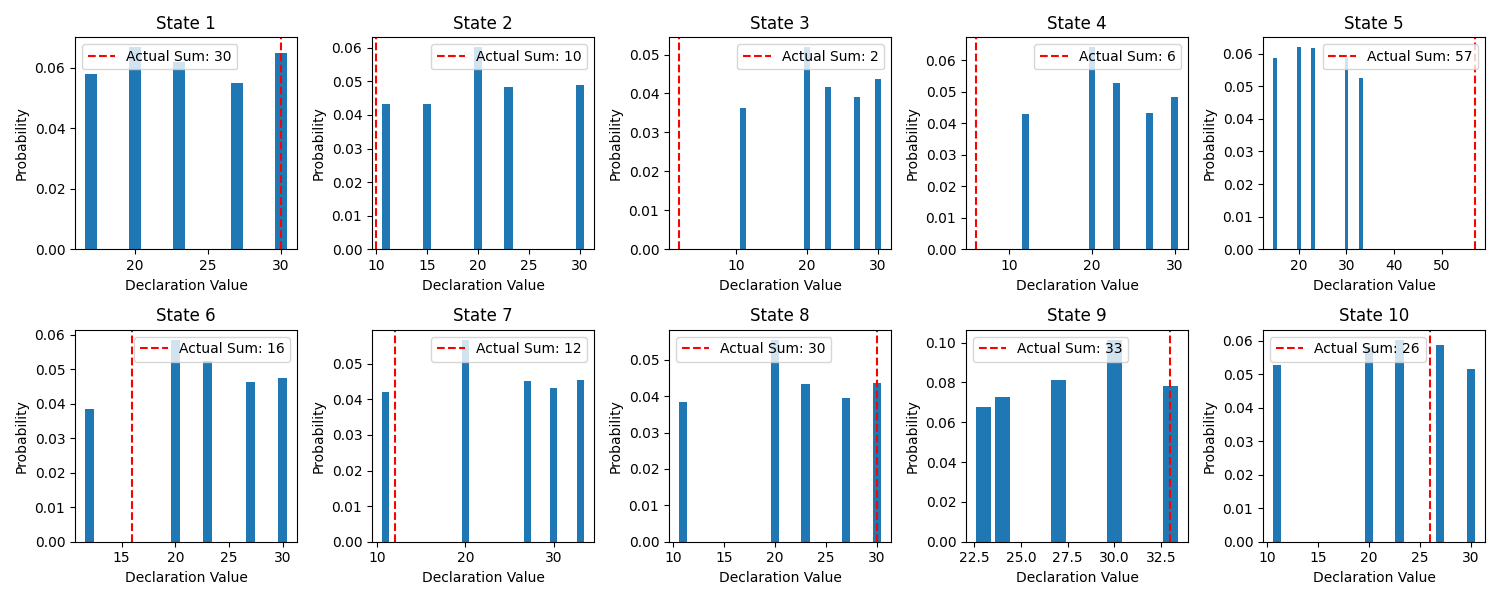 State 1
0.06
0.04
0.02
0.00
Probability
Actual Sum: 30
20
25
30
Declaration Value
State 2
0.06
0.05
0.04
0.03
0.02
0.01
0.00
Probability
Actual Sum: 10
10
15
20
25
30
Declaration Value
State 3
0.05
0.04
0.03
0.02
0.01
0.00
Probability
Actual Sum: 2
10
20
30
Declaration Value
State 4
0.06
0.05
0.04
0.03
0.02
0.01
0.00
Probability
Actual Sum: 6
10
20
30
Declaration Value
State 5
0.06
0.05
0.04
0.03
0.02
0.01
0.00
Probability
Actual Sum: 57
20
30
40
50
Declaration Value
State 6
0.06
0.05
0.04
0.03
0.02
0.01
0.00
Probability
Actual Sum: 16
15
20
25
30
Declaration Value
State 7
0.05
0.04
0.03
0.02
0.01
0.00
Probability
Actual Sum: 12
10
20
30
Declaration Value
State 8
0.05
0.04
0.03
0.02
0.01
0.00
Probability
Actual Sum: 30
10
15
20
25
30
Declaration Value
State 9
0.10
0.08
0.06
0.04
0.02
0.00
Probability
Actual Sum: 33
22.5
25.0
27.5
30.0
32.5
Declaration Value
State 10
0.06
0.05
0.04
0.03
0.02
0.01
0.00
Probability
Actual Sum: 26
10
15
20
25
30
Declaration Value